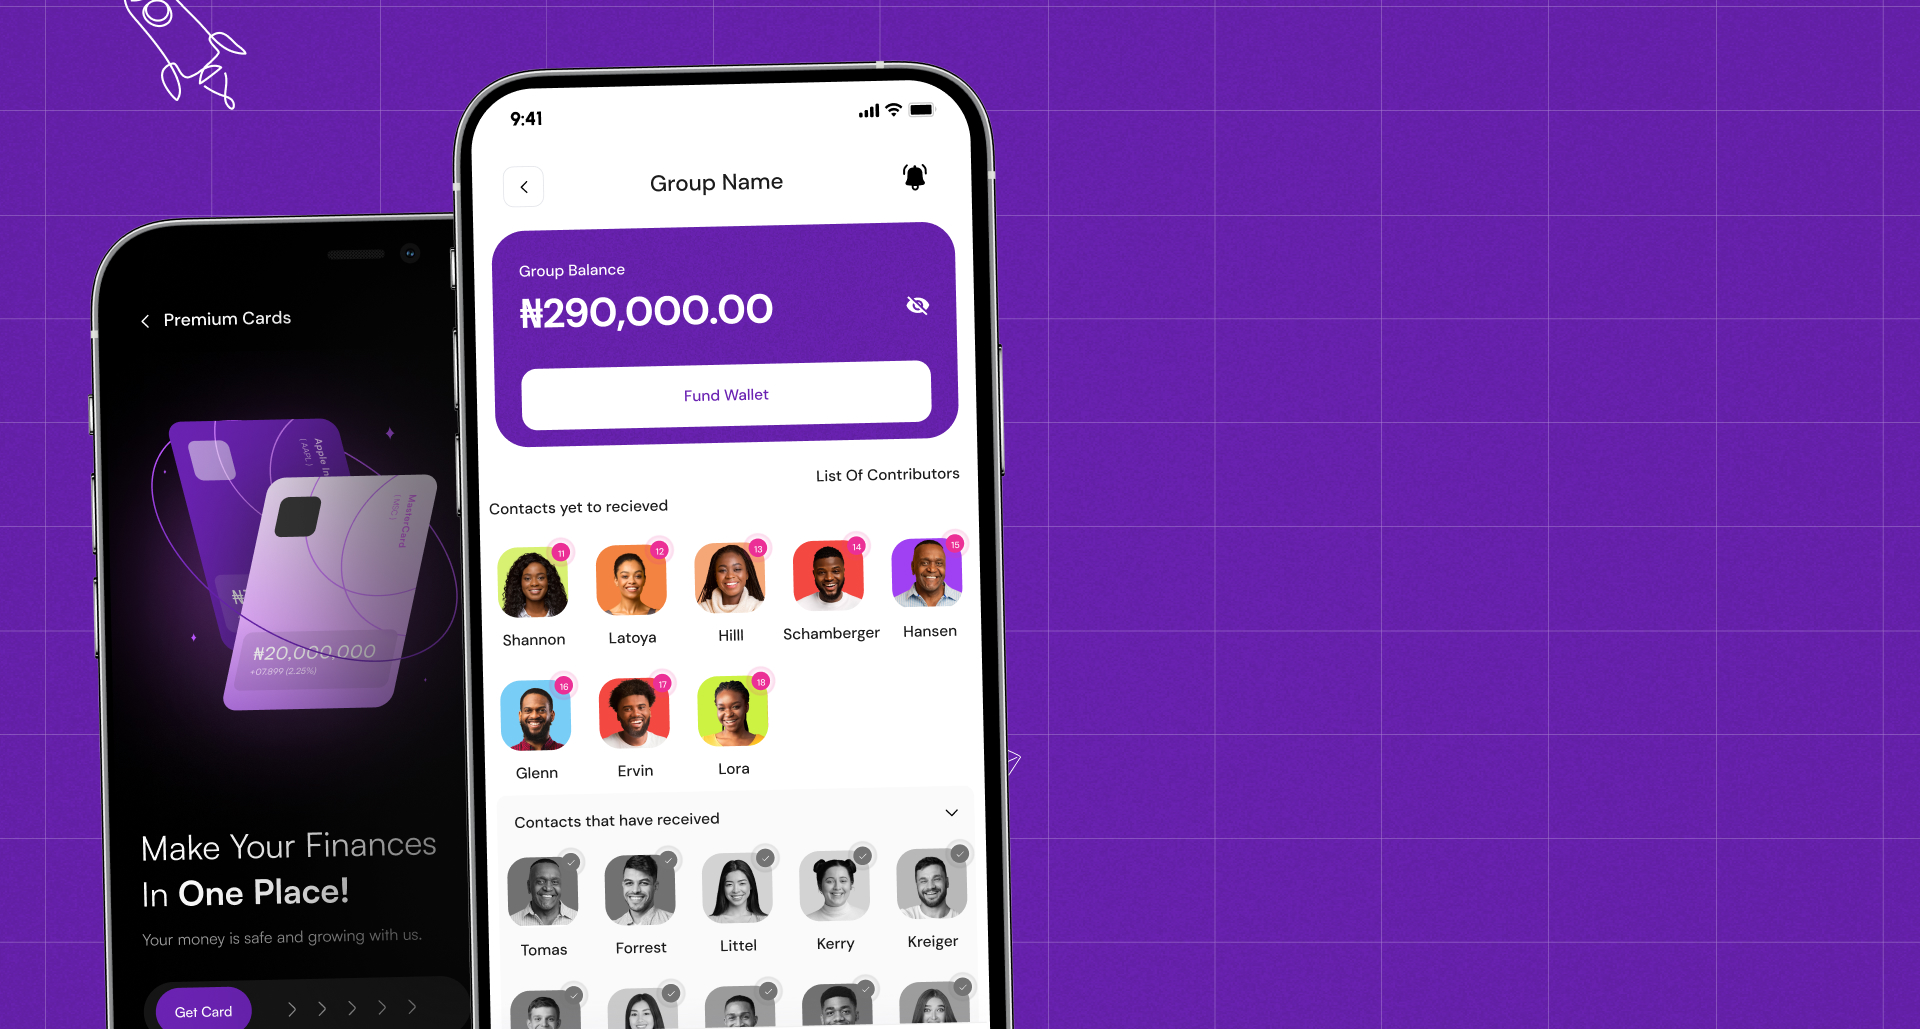 Premium Cards
Apple In
(AAPL)
MasterCard
₦20,000,000
+07.899 (2.25%)
Make Your Finances
In One Place!
Your money is safe and growing with us.
Get Card
9:41
Group Name
Group Balance
₦290,000.00
Fund Wallet
List Of Contributors
Contacts yet to recieved
11 12 13 14 15
Shannon Latoya Hilll Schamberger Hansen
16 17 18
Glenn Ervin Lora
Contacts that have received
Tomas Forrest Littel Kerry Kreiger